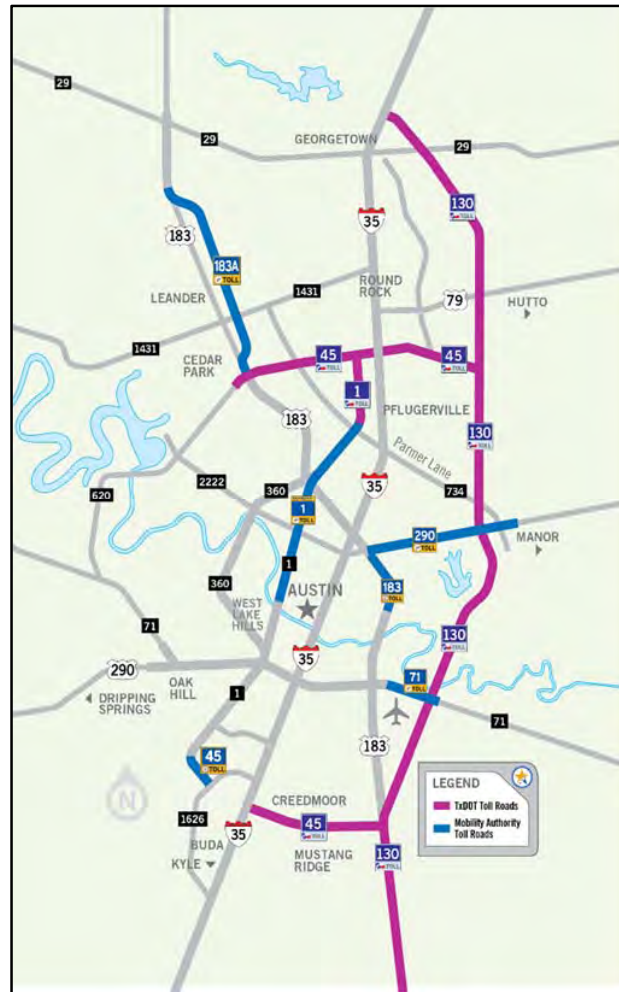 29
29
GEORGETOWN
29
130
183
35
183A
TOLL
LEANDER
1431
ROUND
ROCK
79
HUTTO
1431
CEDAR
PARK
45
TOLL
45
TOLL
1
TOLL
PFLUGERVILLE
183
130
TOLL
Parmer Lane
620
2222
360
35
734
1
TOLL
290
TOLL
MANOR
1
360
AUSTIN
183
TOLL
WEST
LAKE
HILLS
71
130
TOLL
290
OAK
HILL
35
71
TOLL
DRIPPING
SPRINGS
1
71
183
45
TOLL
N
CREEDMOOR
1626
35
45
TOLL
BUDA
KYLE
MUSTANG
RIDGE
130
TOLL
LEGEND
TxDOT Toll Roads
Mobility Authority
Toll Roads